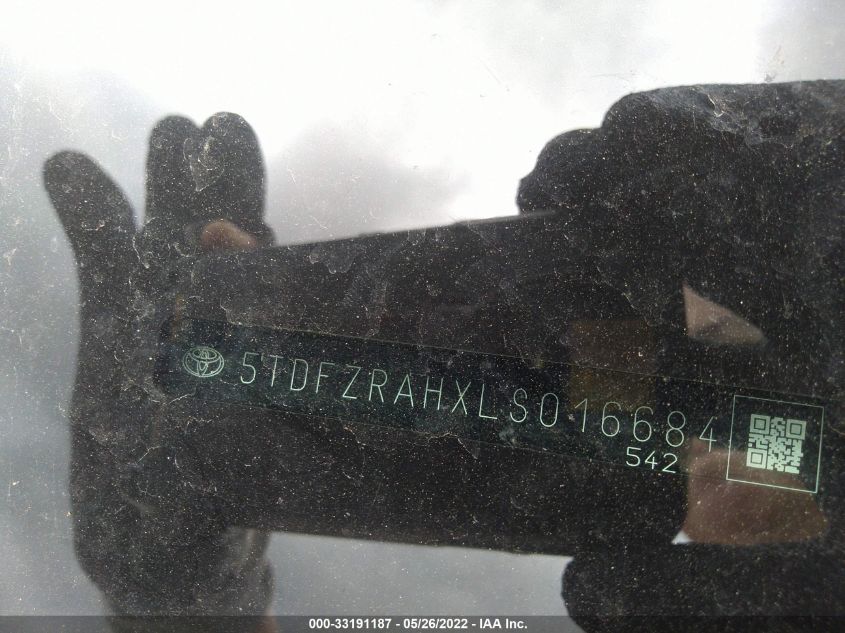 5TDFZRAHXLS016684
542
000-33191187 - 05/26/2022 - IAA Inc.